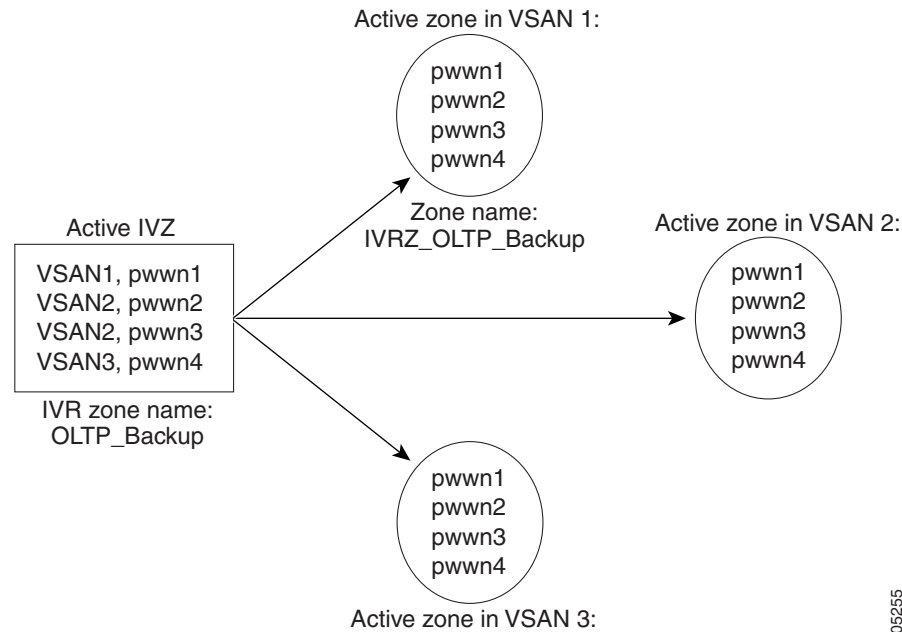 Active zone in VSAN 1:
pwwn1
pwwn2
pwwn3
pwwn4
Zone name:
IVRZ_OLTP_Backup
Active IVZ
VSAN1, pwwn1
VSAN2, pwwn2
VSAN2, pwwn3
VSAN3, pwwn4
IVR zone name:
OLTP_Backup
Active zone in VSAN 2:
pwwn1
pwwn2
pwwn3
pwwn4
pwwn1
pwwn2
pwwn3
pwwn4
Active zone in VSAN 3:
05255